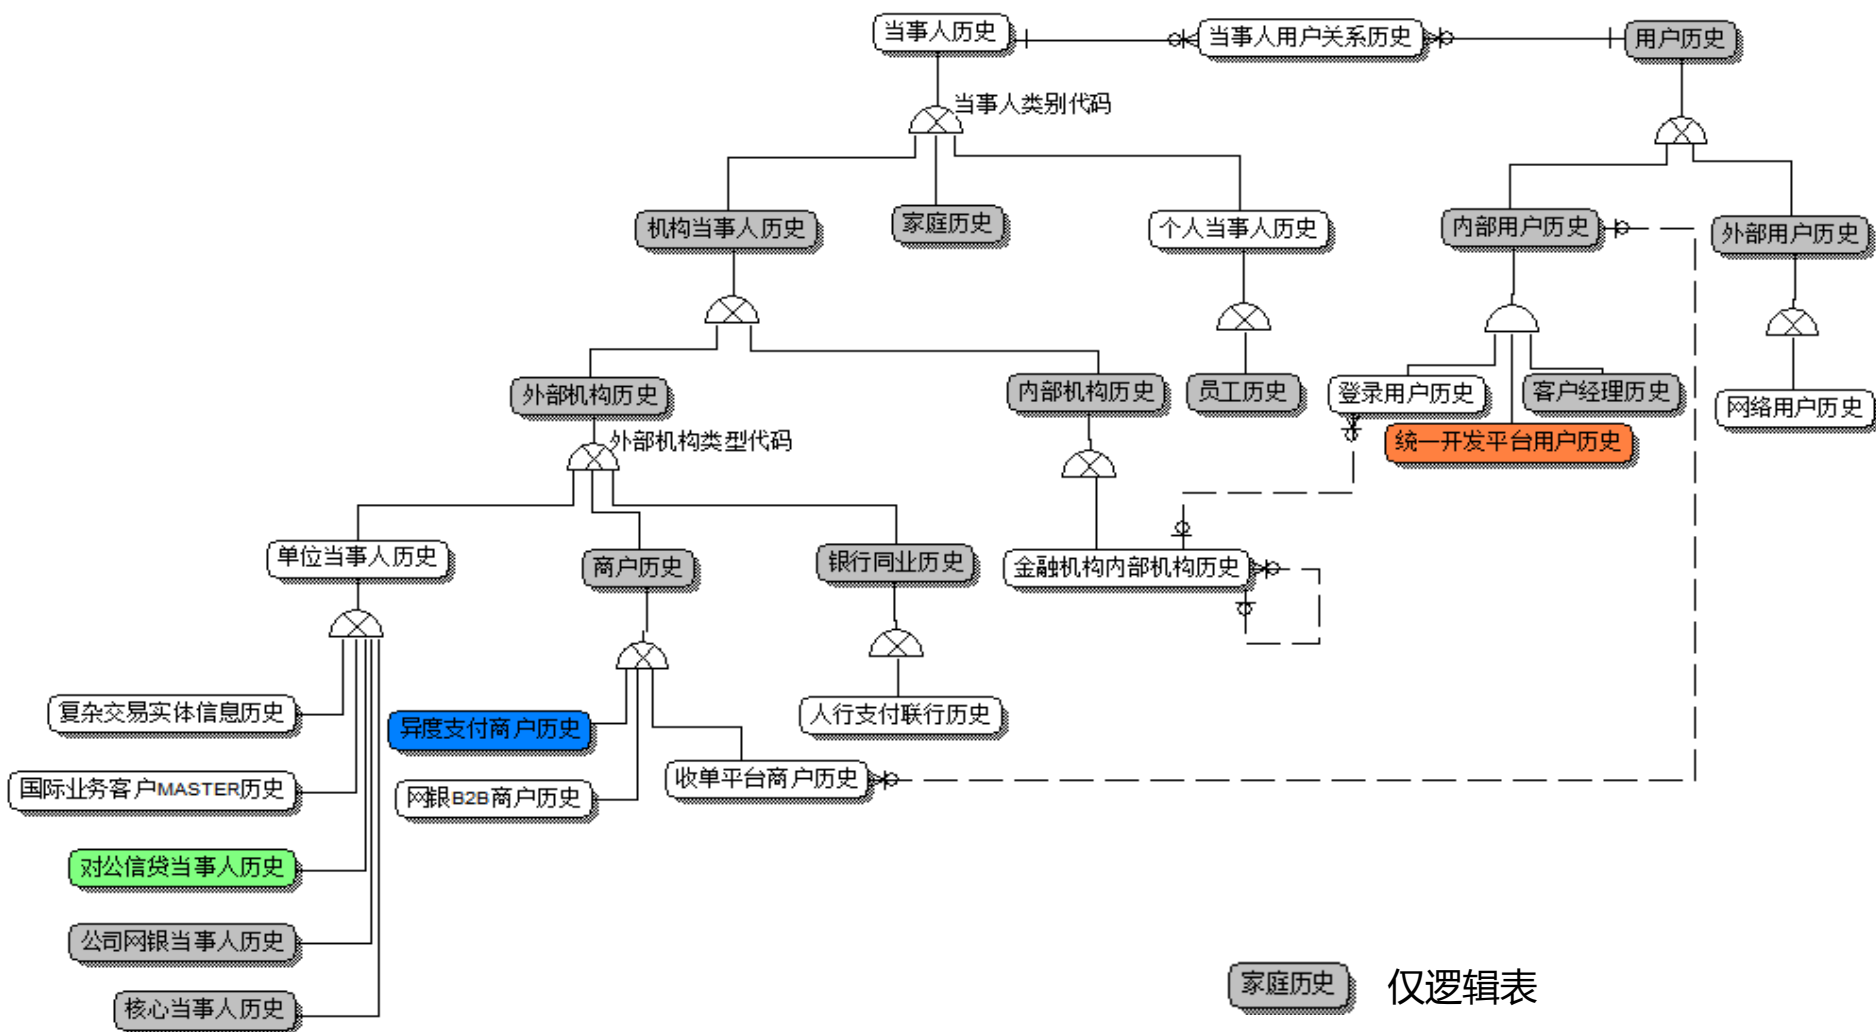 当事人历史
当事人用户关系历史
用户历史
当事人类别代码
机构当事人历史
家庭历史
个人当事人历史
内部用户历史
外部用户历史
外部机构历史
内部机构历史
员工历史
登录用户历史
客户经理历史
网络用户历史
外部机构类型代码
统一开发平台用户历史
单位当事人历史
商户历史
银行同业历史
金融机构内部机构历史
复杂交易实体信息历史
异度支付商户历史
人行支付联行历史
国际业务客户MASTER历史
网银B2B商户历史
收单平台商户历史
对公信贷当事人历史
公司网银当事人历史
核心当事人历史
家庭历史
仅逻辑表